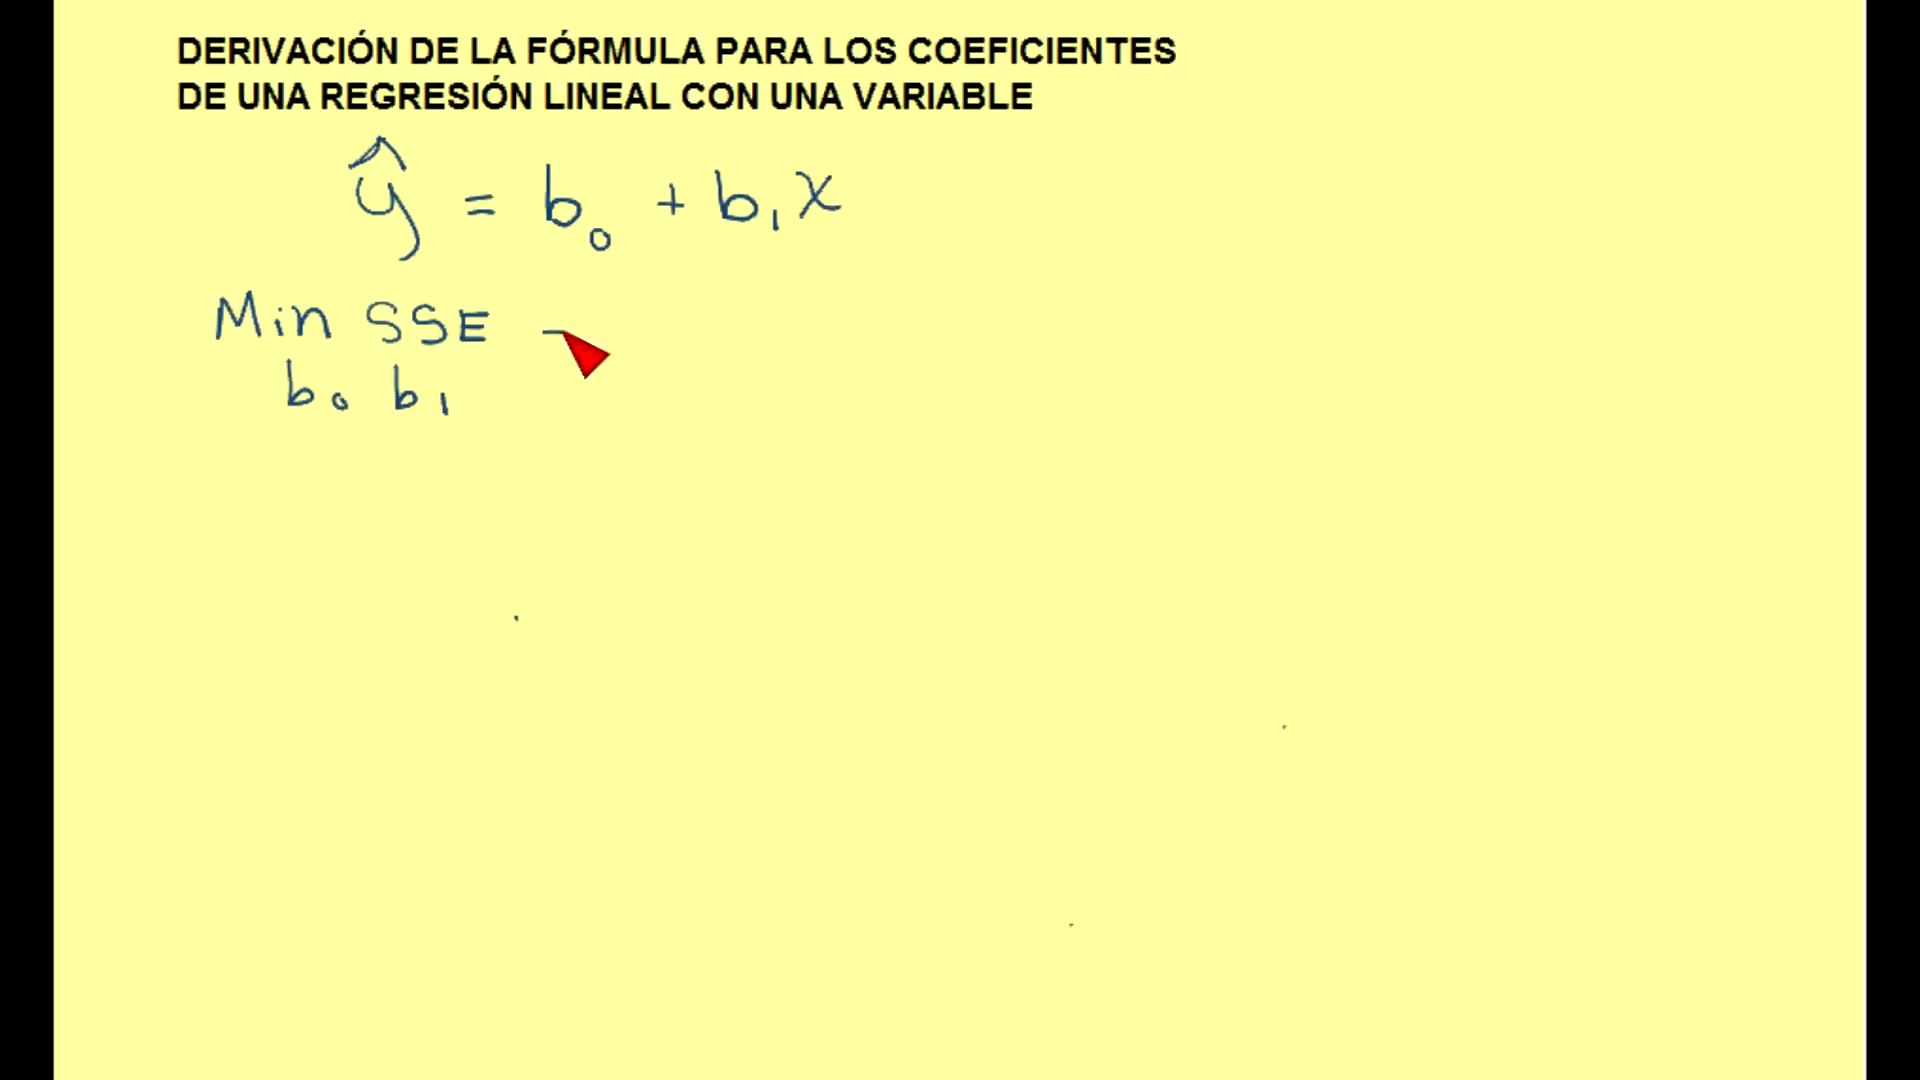 DERIVACIÓN DE LA FÓRMULA PARA LOS COEFICIENTES
DE UNA REGRESIÓN LINEAL CON UNA VARIABLE
ŷ = b₀ + b₁x
Min SSE –
b₀ b₁